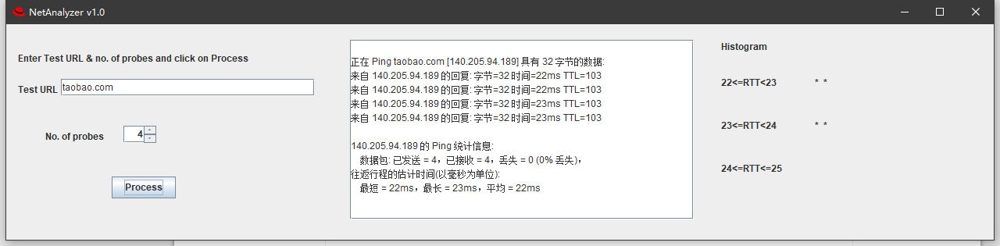 NetAnalyzer v1.0
Enter Test URL & no. of probes and click on Process
Test URL taobao.com
No. of probes 4
Process
正在 Ping taobao.com [140.205.94.189] 具有 32 字节的数据:
来自 140.205.94.189 的回复: 字节=32 时间=22ms TTL=103
来自 140.205.94.189 的回复: 字节=32 时间=22ms TTL=103
来自 140.205.94.189 的回复: 字节=32 时间=23ms TTL=103
来自 140.205.94.189 的回复: 字节=32 时间=23ms TTL=103
140.205.94.189 的 Ping 统计信息:
数据包: 已发送 = 4，已接收 = 4，丢失 = 0 (0% 丢失)，
往返行程的估计时间(以毫秒为单位):
最短 = 22ms，最长 = 23ms，平均 = 22ms
Histogram
22<=RTT<23 * *
23<=RTT<24 * *
24<=RTT<=25